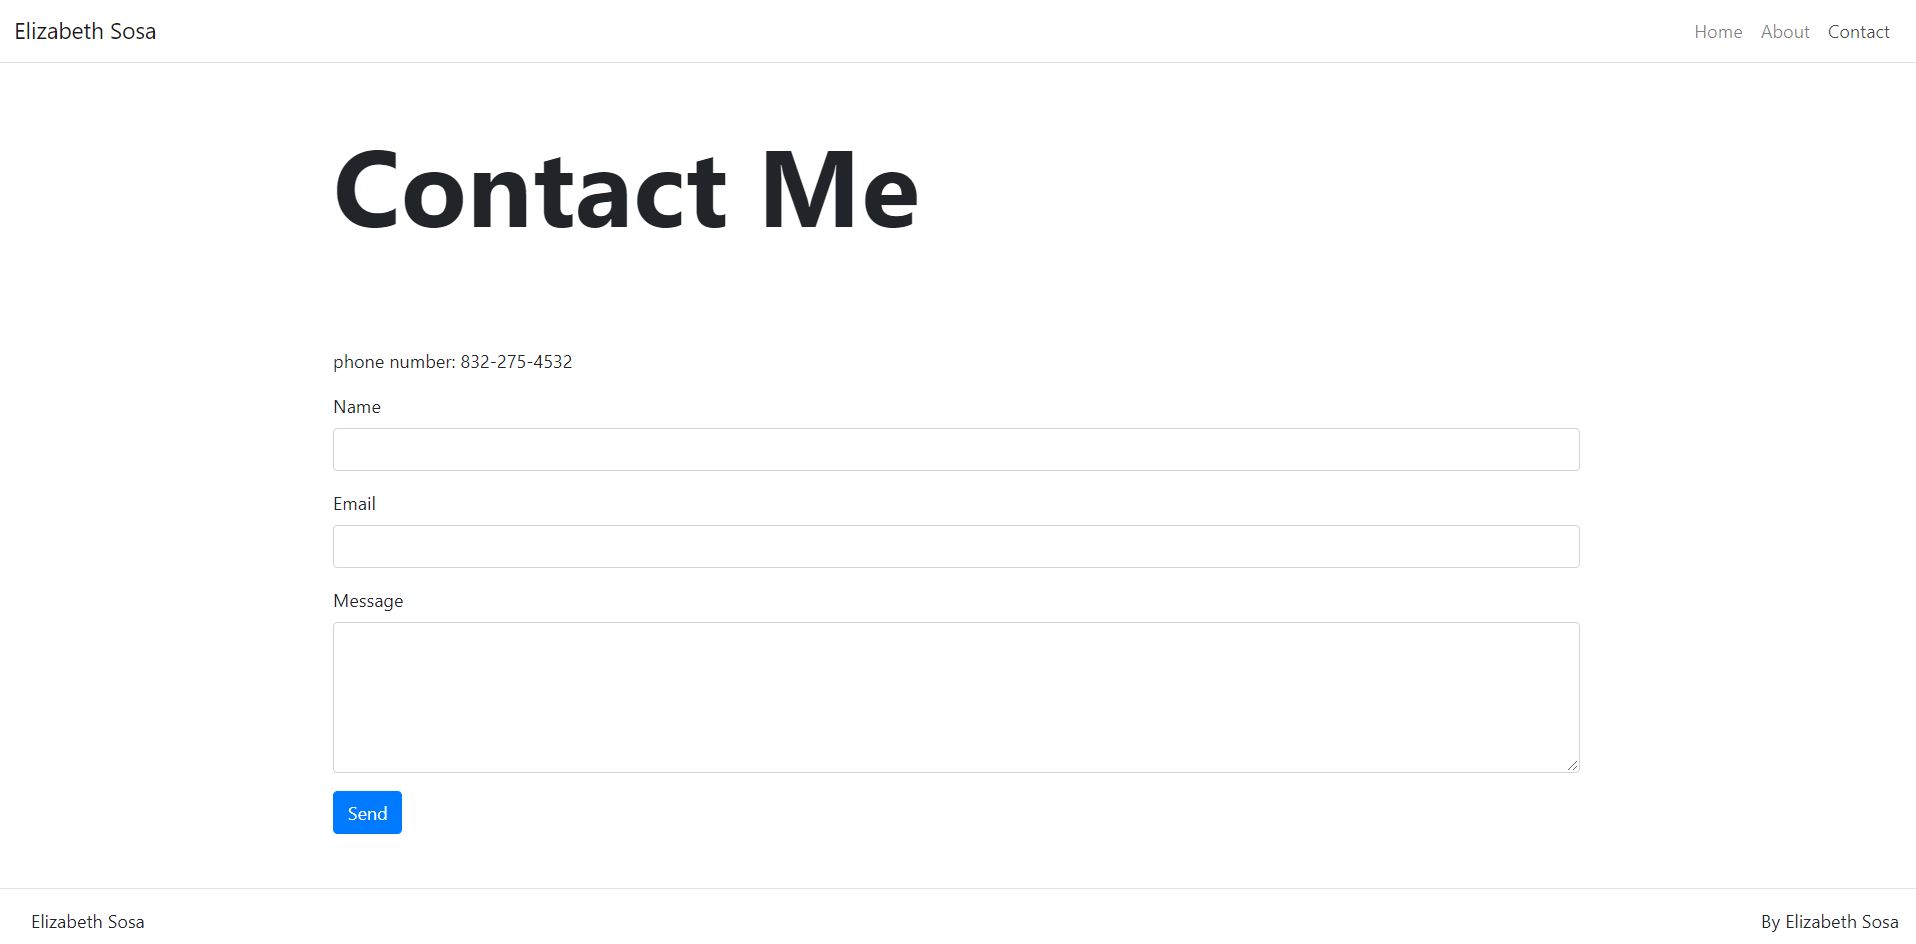 Elizabeth Sosa
Home About Contact
Contact Me
phone number: 832-275-4532
Name
Email
Message
Send
Elizabeth Sosa
By Elizabeth Sosa